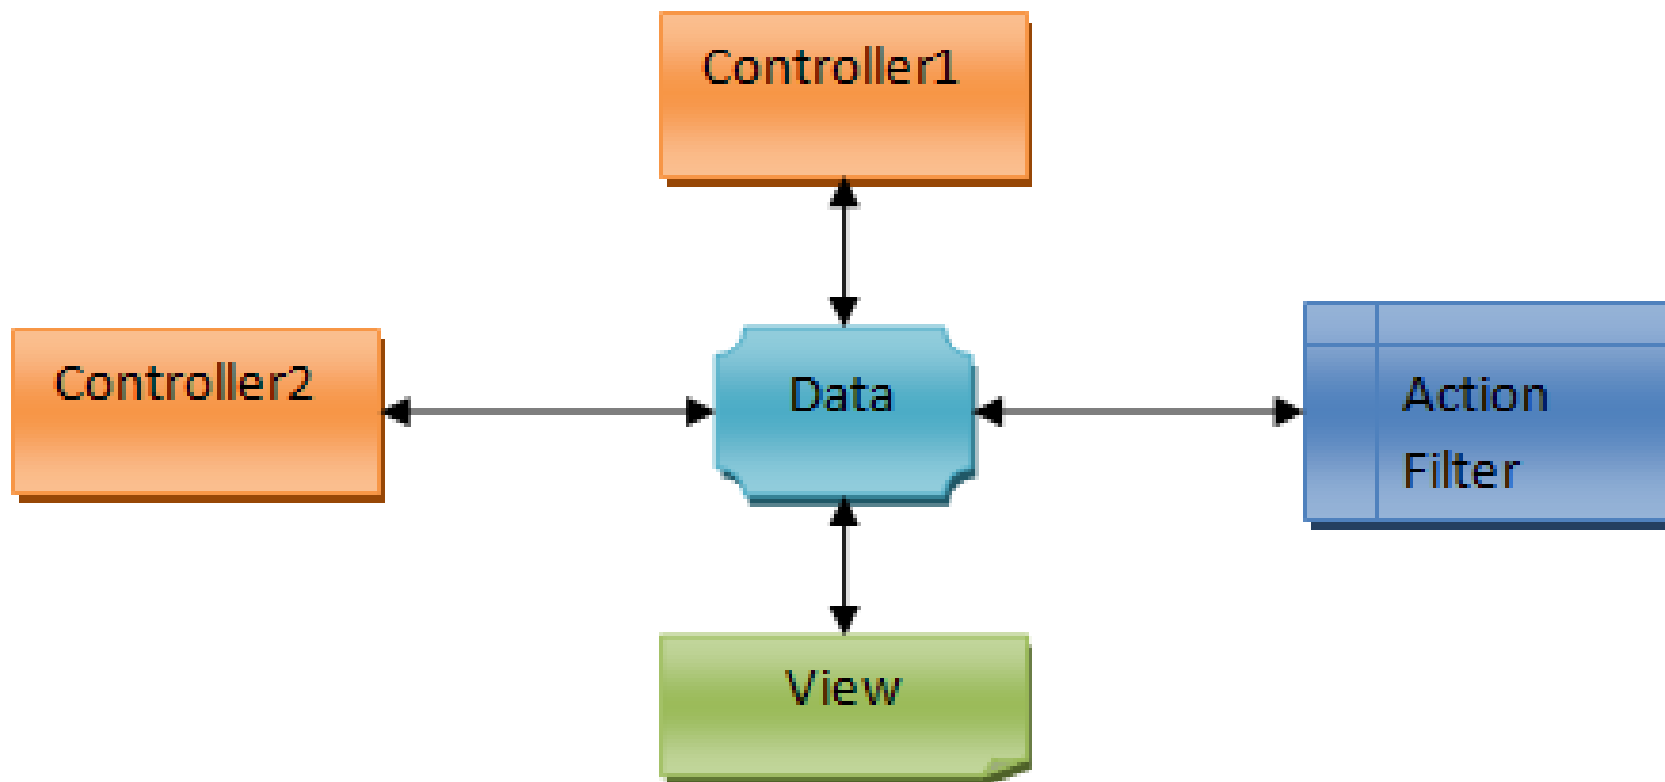 Controller1
Controller2
Data
Action
Filter
View